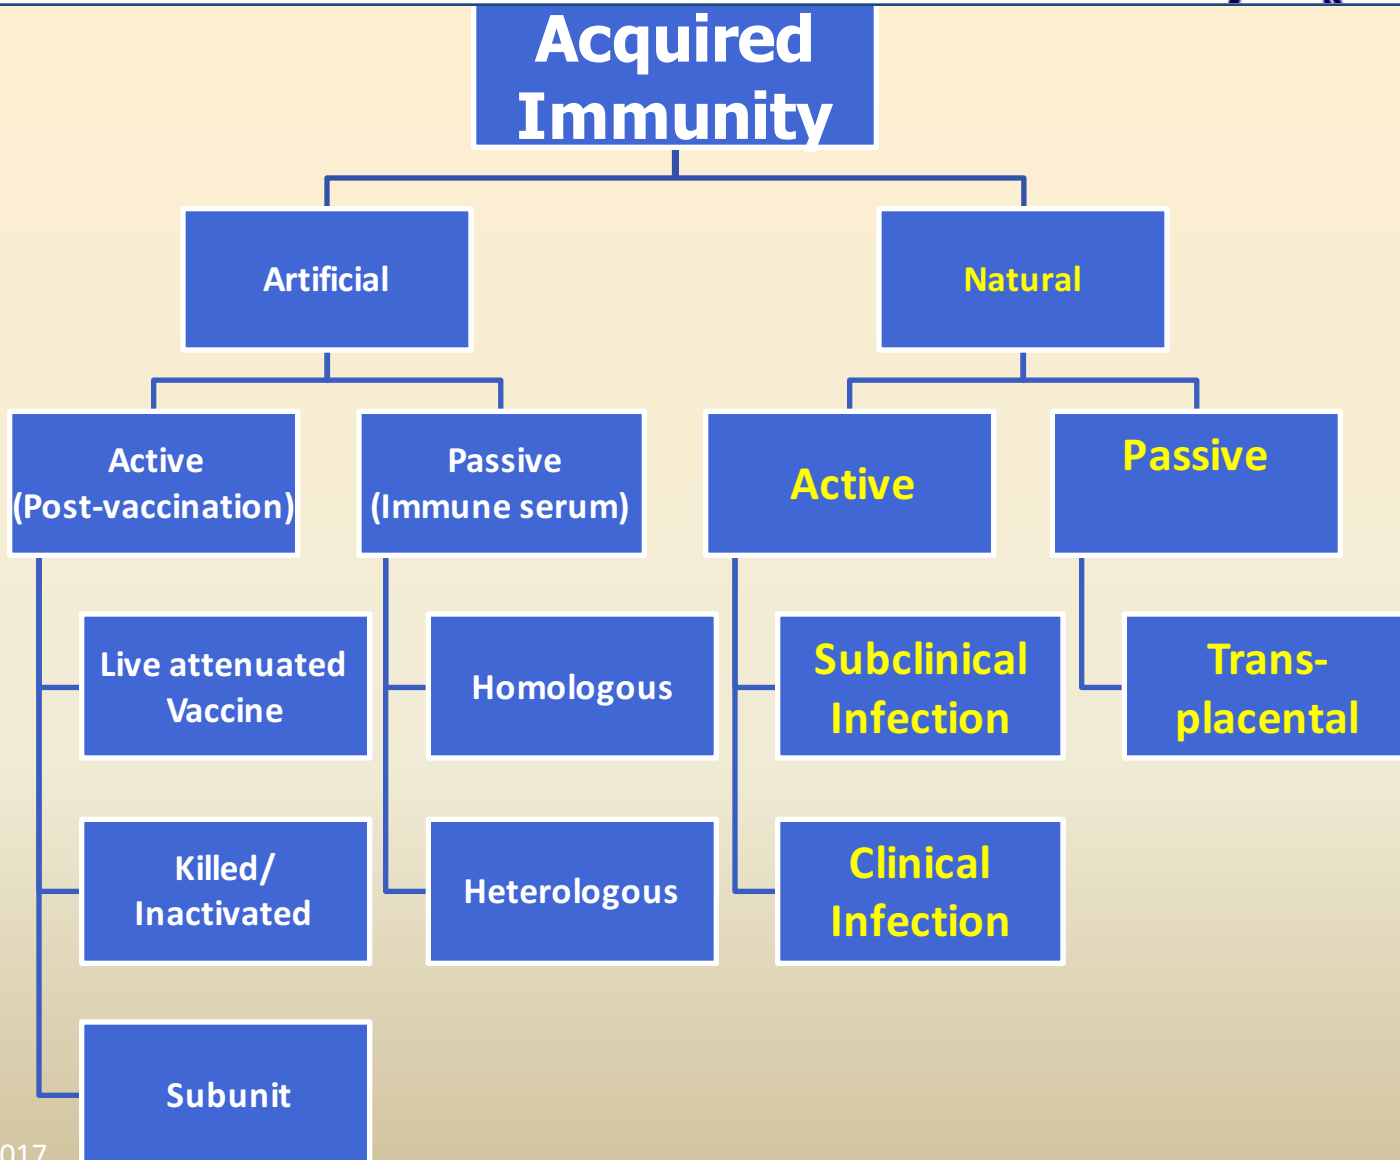 Acquired
Immunity
Artificial
Natural
Active
(Post-vaccination)
Passive
(Immune serum)
Active
Passive
Live attenuated
Vaccine
Homologous
Subclinical
Infection
Trans-
placental
Killed/
Inactivated
Heterologous
Clinical
Infection
Subunit
017